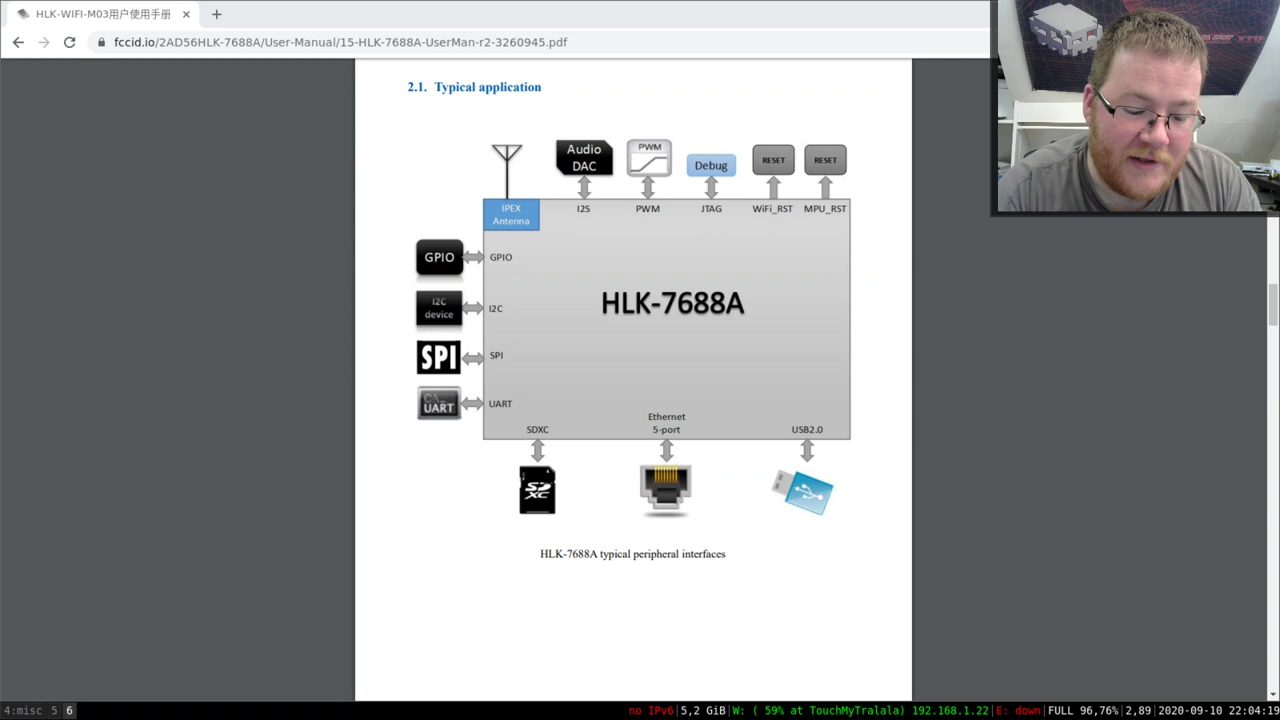 HLK-WIFI-M03用户使用手册
fccid.io/2AD56HLK-7688A/User-Manual/15-HLK-7688A-UserMan-r2-3260945.pdf
2.1. Typical application
Audio
DAC
PWM
Debug
RESET
RESET
IPEX
Antenna
I2S
PWM
JTAG
WiFi_RST
MPU_RST
GPIO
GPIO
I2C
device
I2C
HLK-7688A
SPI
SPI
C:\_
UART
UART
SDXC
Ethernet
5-port
USB2.0
SD
XC
HLK-7688A typical peripheral interfaces
4:misc 5 6
no IPv6|5,2 GiB|W: ( 59% at TouchMyTralala) 192.168.1.22|E: down|FULL 96,76%|2,89|2020-09-10 22:04:19